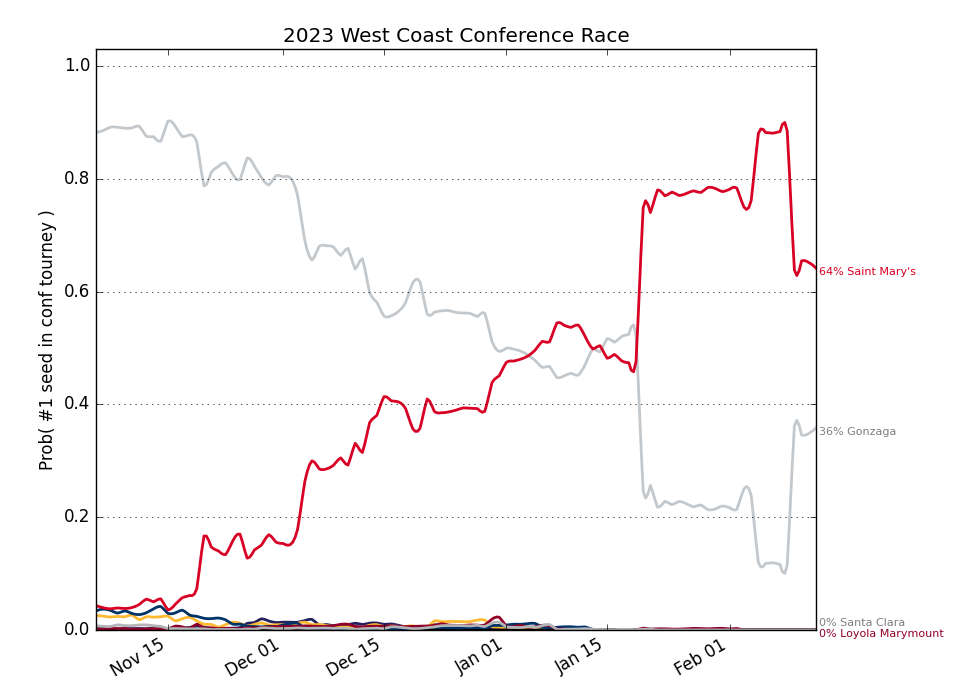 2023 West Coast Conference Race
Prob( #1 seed in conf tourney )
1.0
0.8
0.6
0.4
0.2
0.0
64% Saint Mary's
36% Gonzaga
0% Santa Clara
0% Loyola Marymount
Nov 15
Dec 01
Dec 15
Jan 01
Jan 15
Feb 01